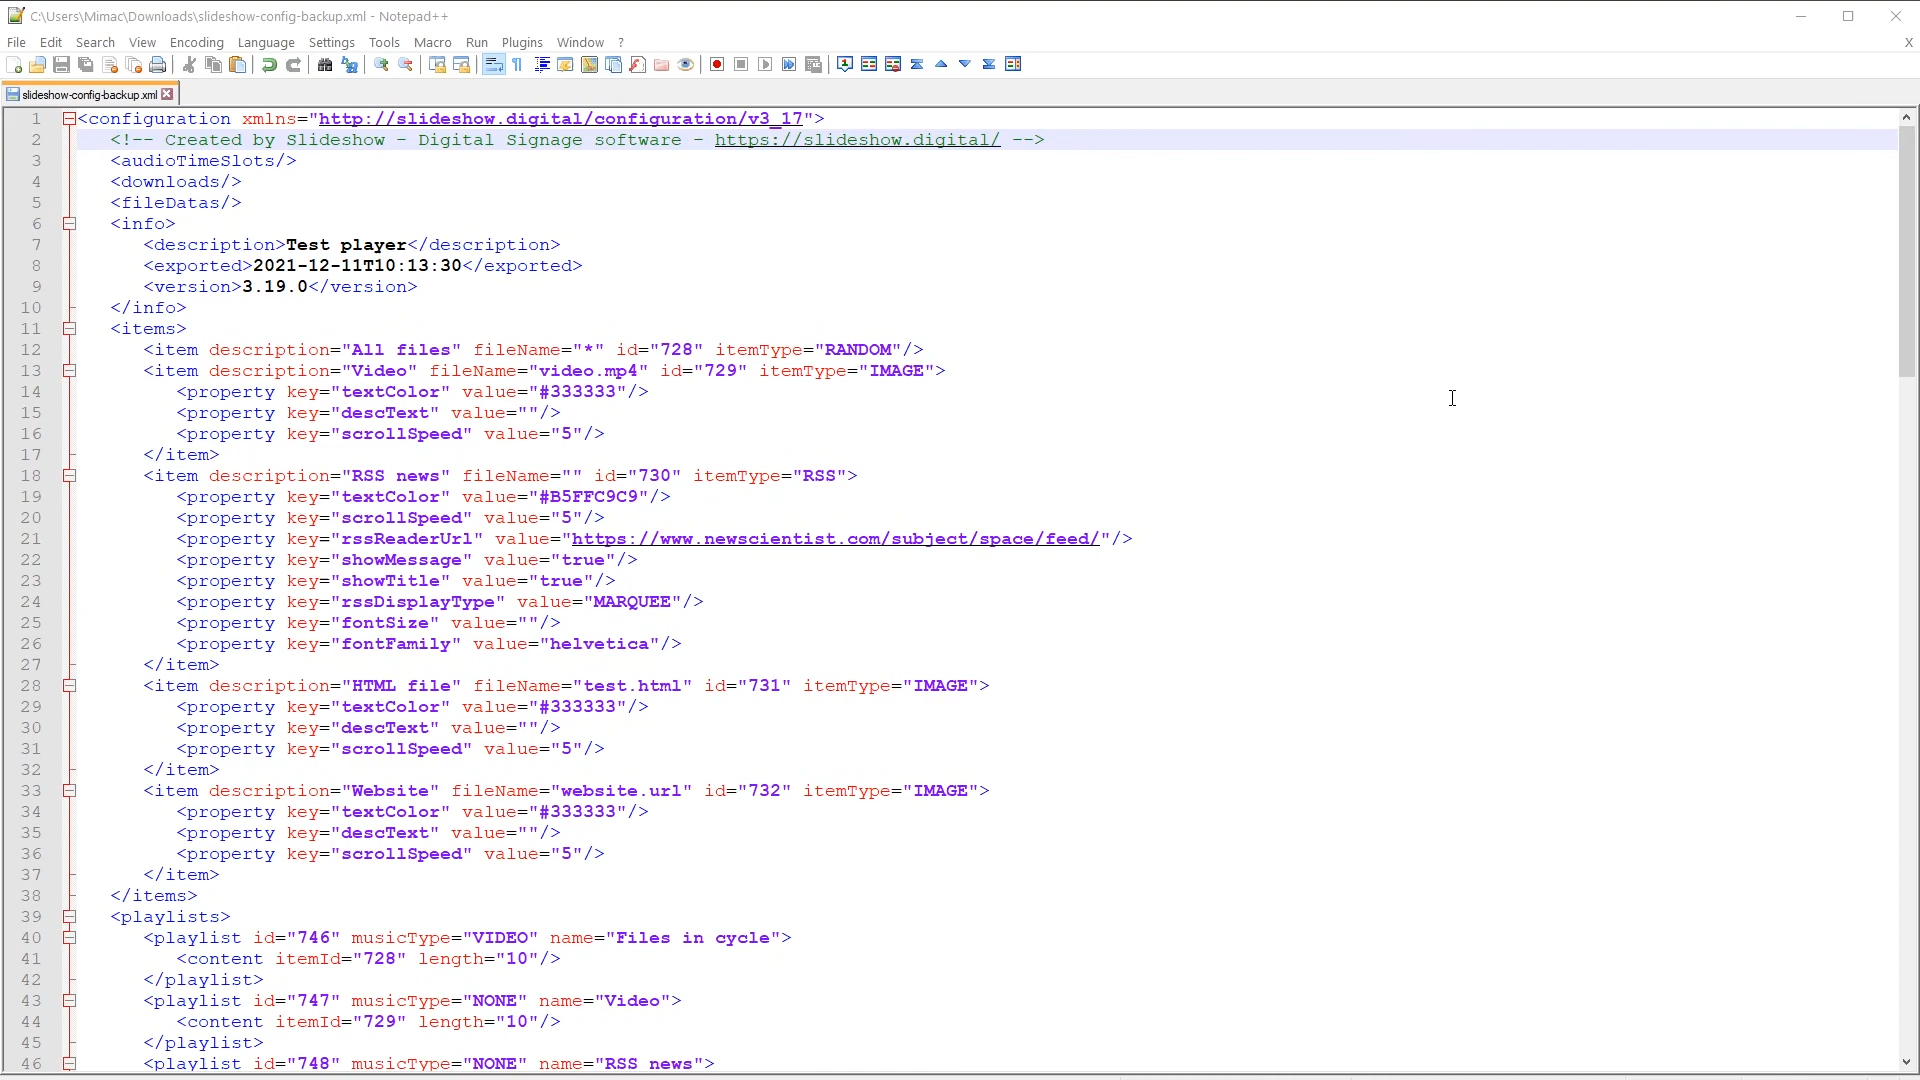 C:\Users\Mimac\Downloads\slideshow-config-backup.xml - Notepad++
File Edit Search View Encoding Language Settings Tools Macro Run Plugins Window ? X
slideshow-config-backup.xml
1 <configuration xmlns="http://slideshow.digital/configuration/v3_17">
2 <!-- Created by Slideshow - Digital Signage software - https://slideshow.digital/ -->
3 <audioTimeSlots/>
4 <downloads/>
5 <fileDatas/>
6 <info>
7 <description>Test player</description>
8 <exported>2021-12-11T10:13:30</exported>
9 <version>3.19.0</version>
10 </info>
11 <items>
12 <item description="All files" fileName="*" id="728" itemType="RANDOM"/>
13 <item description="Video" fileName="video.mp4" id="729" itemType="IMAGE">
14 <property key="textColor" value="#333333"/>
15 <property key="descText" value=""/>
16 <property key="scrollSpeed" value="5"/>
17 </item>
18 <item description="RSS news" fileName="" id="730" itemType="RSS">
19 <property key="textColor" value="#B5FFC9C9"/>
20 <property key="scrollSpeed" value="5"/>
21 <property key="rssReaderUrl" value="https://www.newscientist.com/subject/space/feed/"/>
22 <property key="showMessage" value="true"/>
23 <property key="showTitle" value="true"/>
24 <property key="rssDisplayType" value="MARQUEE"/>
25 <property key="fontSize" value=""/>
26 <property key="fontFamily" value="helvetica"/>
27 </item>
28 <item description="HTML file" fileName="test.html" id="731" itemType="IMAGE">
29 <property key="textColor" value="#333333"/>
30 <property key="descText" value=""/>
31 <property key="scrollSpeed" value="5"/>
32 </item>
33 <item description="Website" fileName="website.url" id="732" itemType="IMAGE">
34 <property key="textColor" value="#333333"/>
35 <property key="descText" value=""/>
36 <property key="scrollSpeed" value="5"/>
37 </item>
38 </items>
39 <playlists>
40 <playlist id="746" musicType="VIDEO" name="Files in cycle">
41 <content itemId="728" length="10"/>
42 </playlist>
43 <playlist id="747" musicType="NONE" name="Video">
44 <content itemId="729" length="10"/>
45 </playlist>
46 <playlist id="748" musicType="NONE" name="RSS news">